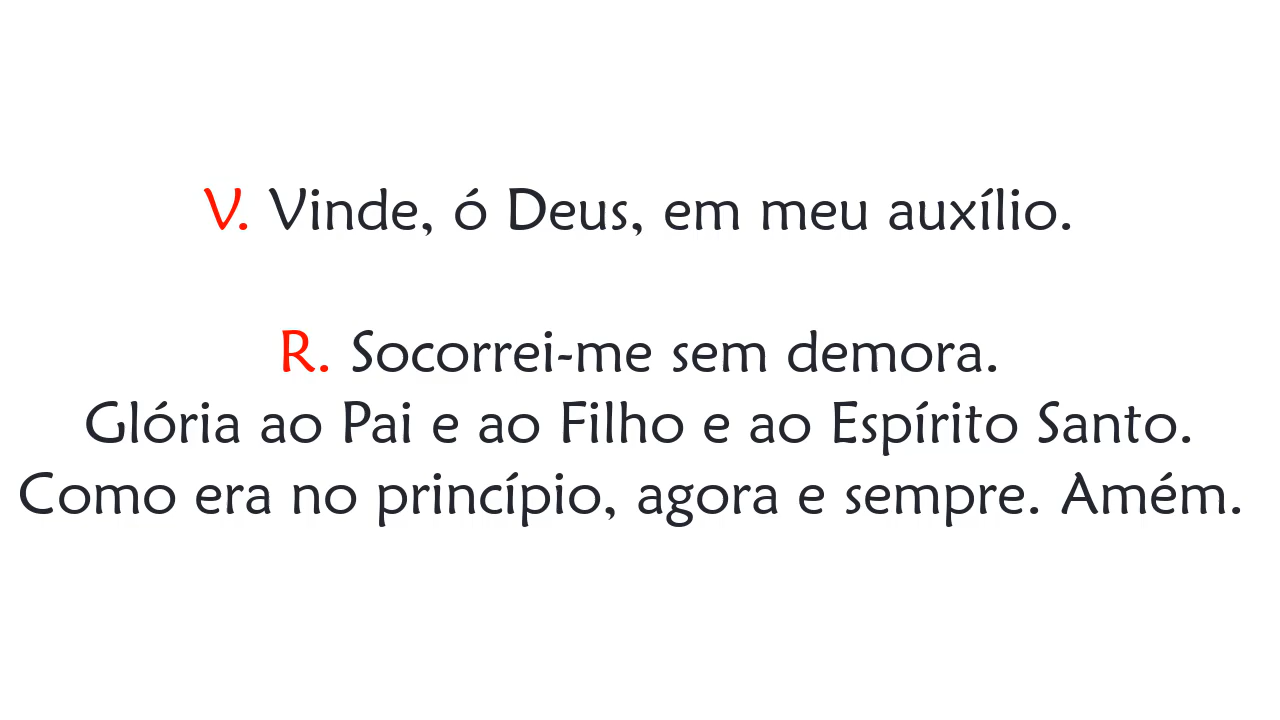 V. Vinde, ó Deus, em meu auxílio.
R. Socorrei-me sem demora.
Glória ao Pai e ao Filho e ao Espírito Santo.
Como era no princípio, agora e sempre. Amém.